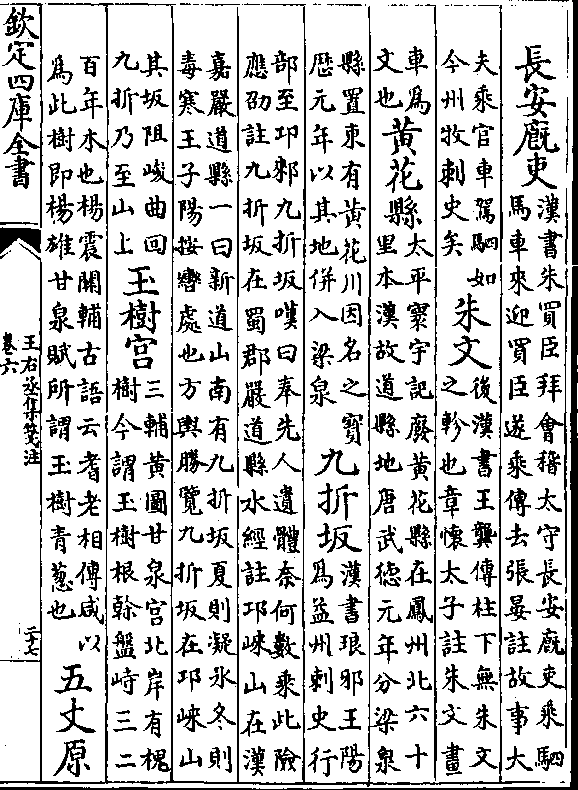 長安廄吏
漢書朱買臣拜會稽太守長安廄吏乘駟
馬車來迎買臣遂乘傳去張晏註故事大
夫乘官車駕駟如
今州牧刺史矣
朱文
後漢書王龔傳柱下無朱文
之軫也章懷太子註朱文畫
車為
文也
黃花縣
太平寰宇記廢黃花縣在鳳州北六十
里本漢故道縣地唐武徳元年分梁泉
縣置東有黃花川因名之寶
歴元年以其地併入梁泉
九折坂
漢書琅邪王陽
為益州刺史行
部至邛郲九折坂嘆曰奉先人遺體奈何數乘此險
應劭註九折坂在蜀郡嚴道縣水經註邛崍山在漢
嘉嚴道縣一曰新道山南有九折坂夏則凝氷冬則
毒寒王子陽按轡處也方輿勝覽九折坂在邛崍山
其坂阻峻曲回
九折乃至山上
玉樹宫
三輔黃圖甘泉宮北岸有槐
樹今謂玉樹根幹盤峙三二
百年木也楊震關輔古語云耆老相傳咸以
為此樹即楊雄甘泉賦所謂玉樹青蔥也
五丈原
欽定四庫全書
王右丞集箋注
卷六
二十七